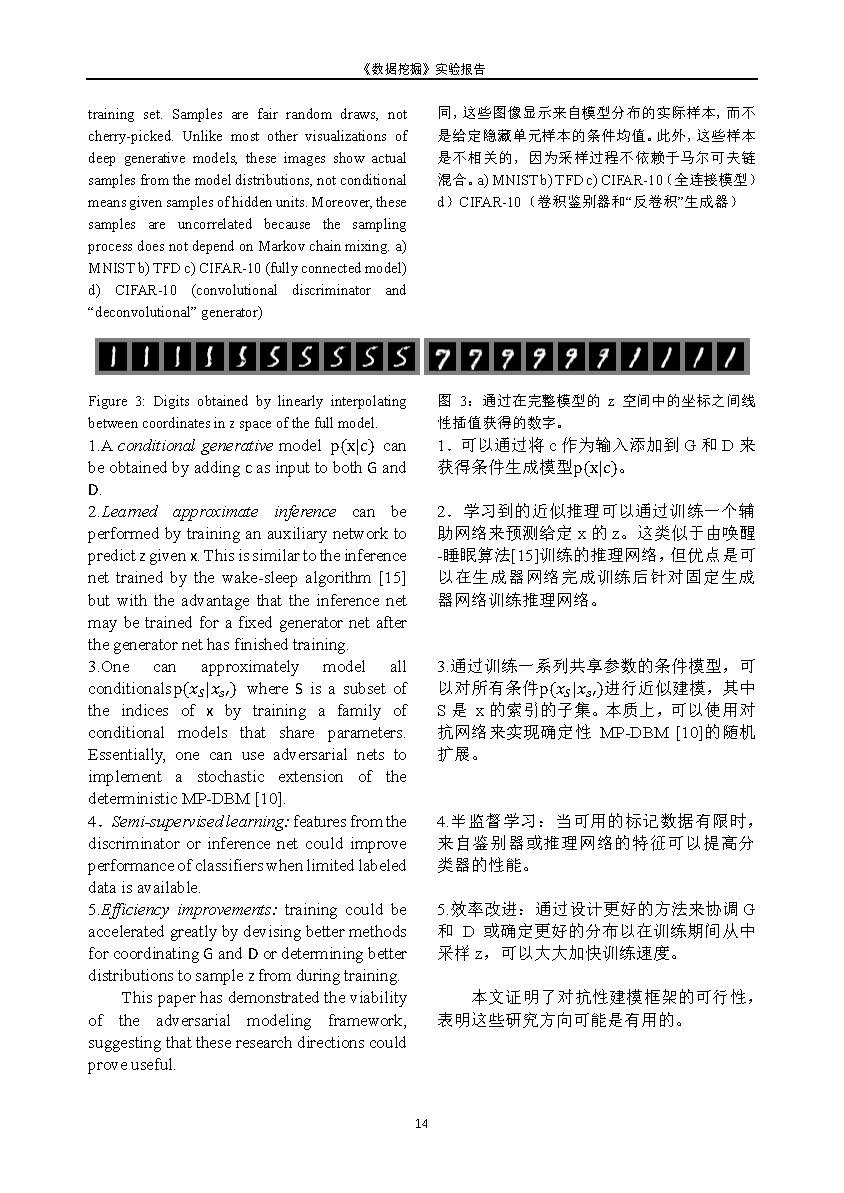 《数据挖掘》实验报告
training set. Samples are fair random draws, not
cherry-picked. Unlike most other visualizations of
deep generative models, these images show actual
samples from the model distributions, not conditional
means given samples of hidden units. Moreover, these
samples are uncorrelated because the sampling
process does not depend on Markov chain mixing. a)
MNIST b) TFD c) CIFAR-10 (fully connected model)
d) CIFAR-10 (convolutional discriminator and
“deconvolutional” generator)
同，这些图像显示来自模型分布的实际样本，而不
是给定隐藏单元样本的条件均值。此外，这些样本
是不相关的，因为采样过程不依赖于马尔可夫链
混合。a) MNIST b) TFD c) CIFAR-10（全连接模型）
d）CIFAR-10（卷积鉴别器和“反卷积”生成器）
1 1 1 5 5 5 5 5 5 5 7 7 9 9 9 9 1 1 1 1
Figure 3: Digits obtained by linearly interpolating
between coordinates in z space of the full model.
1.A conditional generative model p(x|c) can
be obtained by adding c as input to both G and
D.
2.Learned approximate inference can be
performed by training an auxiliary network to
predict z given x. This is similar to the inference
net trained by the wake-sleep algorithm [15]
but with the advantage that the inference net
may be trained for a fixed generator net after
the generator net has finished training.
3.One can approximately model all
conditionals p(x_S|x_{s'}) where S is a subset of
the indices of x by training a family of
conditional models that share parameters.
Essentially, one can use adversarial nets to
implement a stochastic extension of the
deterministic MP-DBM [10].
4．Semi-supervised learning: features from the
discriminator or inference net could improve
performance of classifiers when limited labeled
data is available.
5.Efficiency improvements: training could be
accelerated greatly by devising better methods
for coordinating G and D or determining better
distributions to sample z from during training.
This paper has demonstrated the viability
of the adversarial modeling framework,
suggesting that these research directions could
prove useful.
图 3：通过在完整模型的 z 空间中的坐标之间线
性插值获得的数字。
1．可以通过将 c 作为输入添加到 G 和 D 来
获得条件生成模型p(x|c)。
2．学习到的近似推理可以通过训练一个辅
助网络来预测给定 x 的 z。这类似于由唤醒
-睡眠算法[15]训练的推理网络，但优点是可
以在生成器网络完成训练后针对固定生成
器网络训练推理网络。
3.通过训练一系列共享参数的条件模型，可
以对所有条件p(x_S|x_{s'})进行近似建模，其中
S 是 x 的索引的子集。本质上，可以使用对
抗网络来实现确定性 MP-DBM [10]的随机
扩展。
4.半监督学习：当可用的标记数据有限时，
来自鉴别器或推理网络的特征可以提高分
类器的性能。
5.效率改进：通过设计更好的方法来协调 G
和 D 或确定更好的分布以在训练期间从中
采样 z，可以大大加快训练速度。
本文证明了对抗性建模框架的可行性，
表明这些研究方向可能是有用的。
14